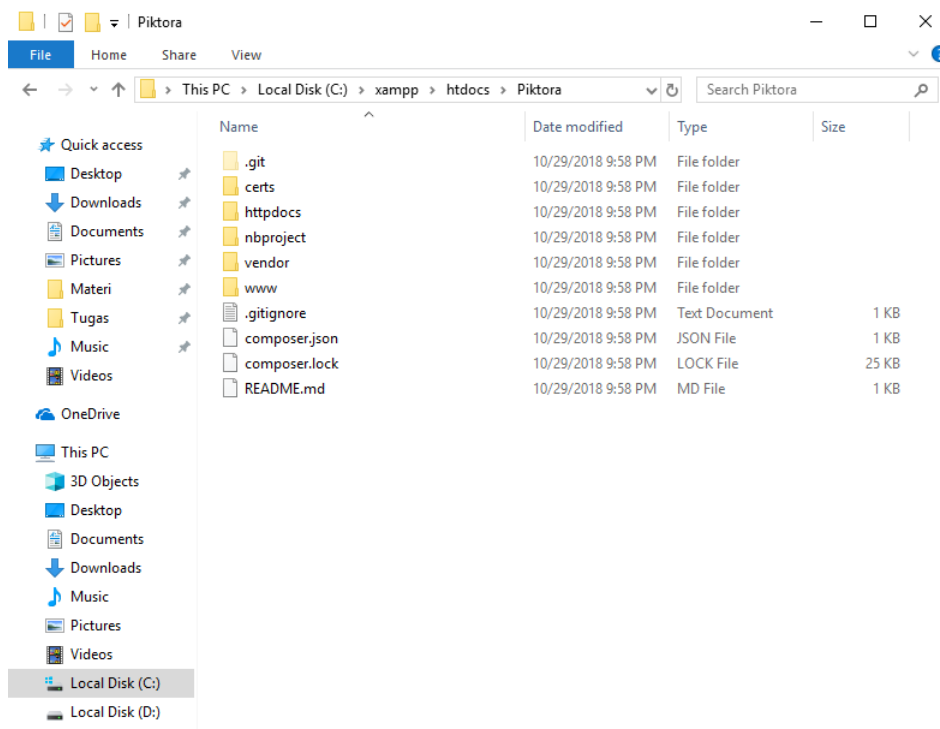 Piktora
File Home Share View
This PC Local Disk (C:) xampp htdocs Piktora Search Piktora
Name Date modified Type Size
Quick access
Desktop
Downloads
Documents
Pictures
Materi
Tugas
Music
Videos
OneDrive
This PC
3D Objects
Desktop
Documents
Downloads
Music
Pictures
Videos
Local Disk (C:)
Local Disk (D:)
.git 10/29/2018 9:58 PM File folder
certs 10/29/2018 9:58 PM File folder
httpdocs 10/29/2018 9:58 PM File folder
nbproject 10/29/2018 9:58 PM File folder
vendor 10/29/2018 9:58 PM File folder
www 10/29/2018 9:58 PM File folder
.gitignore 10/29/2018 9:58 PM Text Document 1 KB
composer.json 10/29/2018 9:58 PM JSON File 1 KB
composer.lock 10/29/2018 9:58 PM LOCK File 25 KB
README.md 10/29/2018 9:58 PM MD File 1 KB